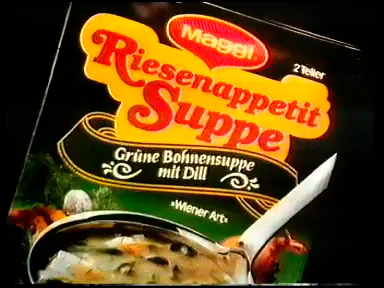 Maggi
2 Teller
Riesenappetit
Suppe
Grüne Bohnensuppe
mit Dill
»Wiener Art«